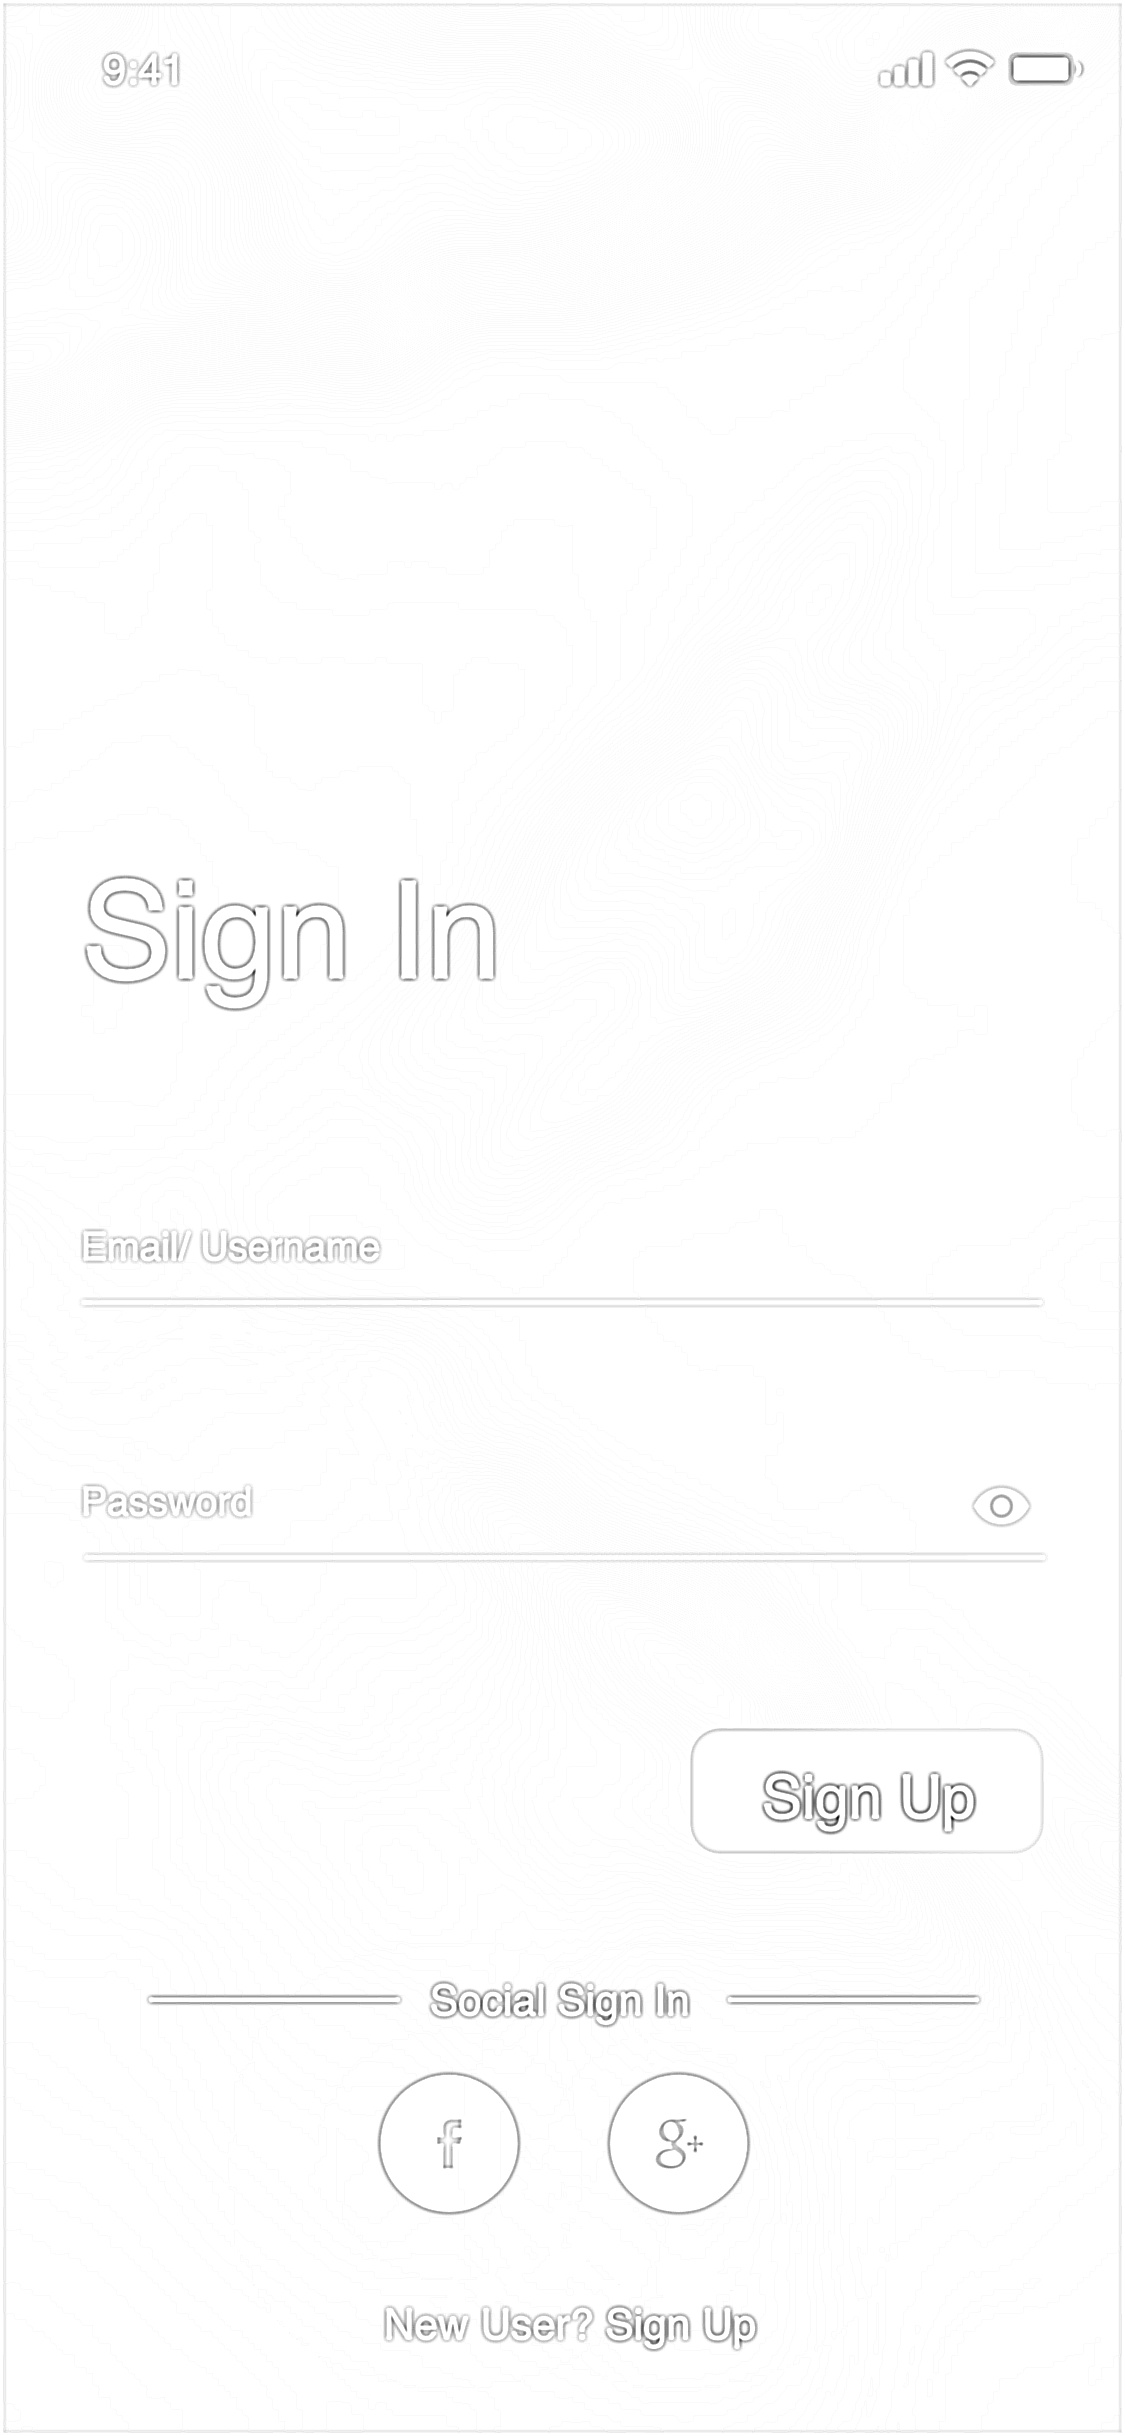 9:41
Sign In
Email/ Username
Password
Sign Up
Social Sign In
f g+
New User? Sign Up